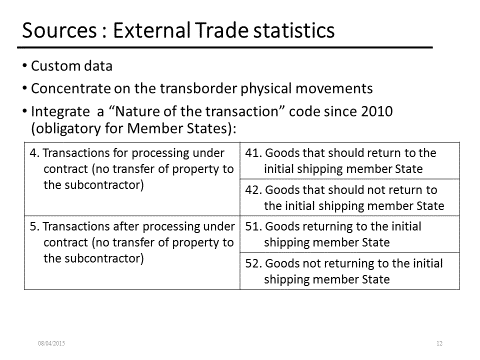 Sources : External Trade statistics
• Custom data
• Concentrate on the transborder physical movements
• Integrate a “Nature of the transaction” code since 2010
(obligatory for Member States):
4. Transactions for processing under
contract (no transfer of property to
the subcontractor)
41. Goods that should return to the
initial shipping member State
42. Goods that should not return to
the initial shipping member State
5. Transactions after processing under
contract (no transfer of property to
the subcontractor)
51. Goods returning to the initial
shipping member State
52. Goods not returning to the initial
shipping member State
08/04/2015
12